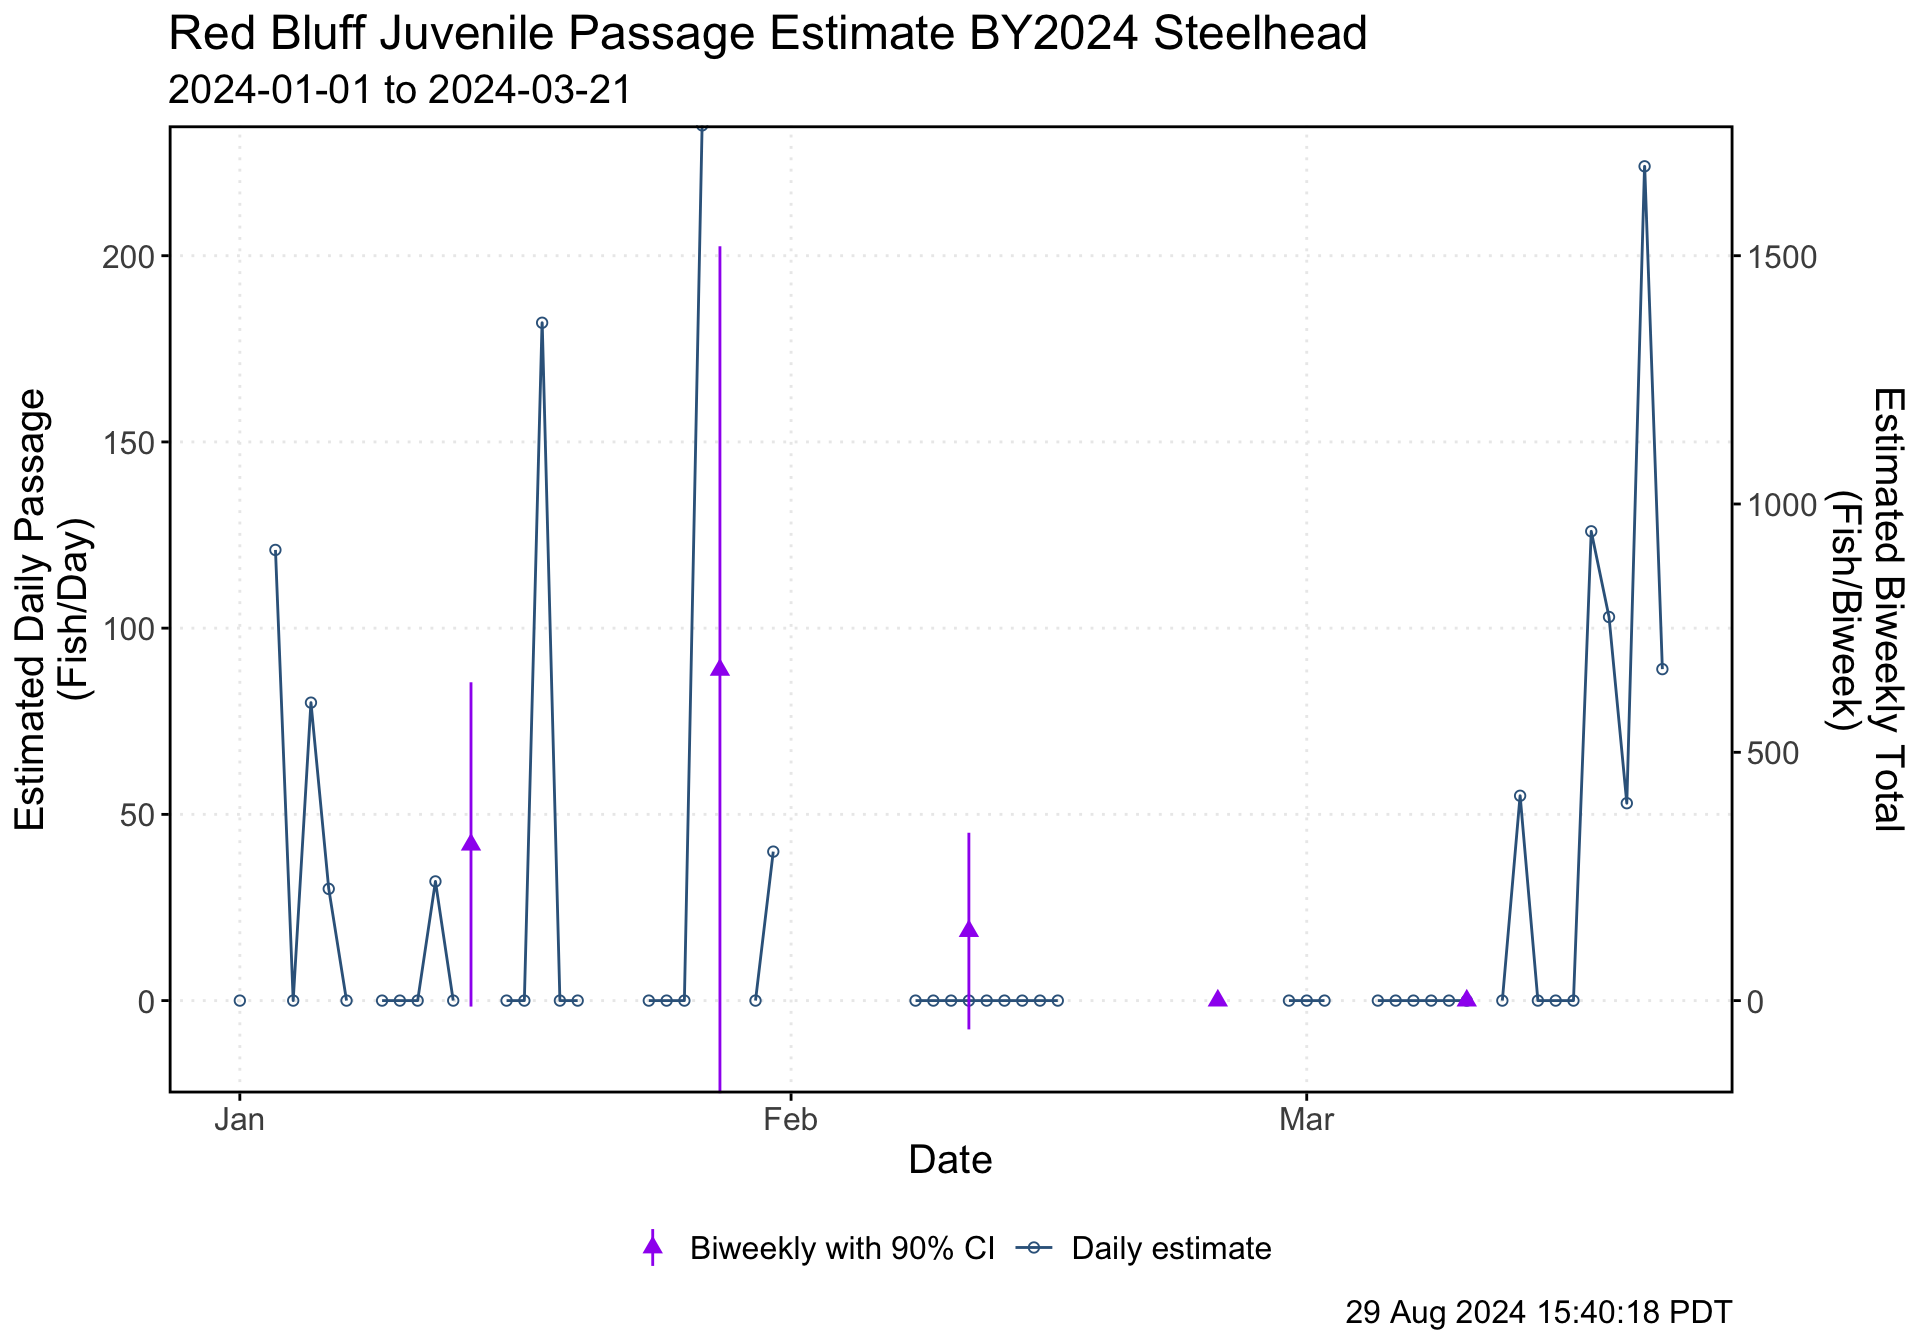 Red Bluff Juvenile Passage Estimate BY2024 Steelhead
2024-01-01 to 2024-03-21
Estimated Daily Passage
(Fish/Day)
200
150
100
50
0
1500
1000
500
0
Estimated Biweekly Total
(Fish/Biweek)
Jan
Feb
Mar
Date
Biweekly with 90% CI
Daily estimate
29 Aug 2024 15:40:18 PDT